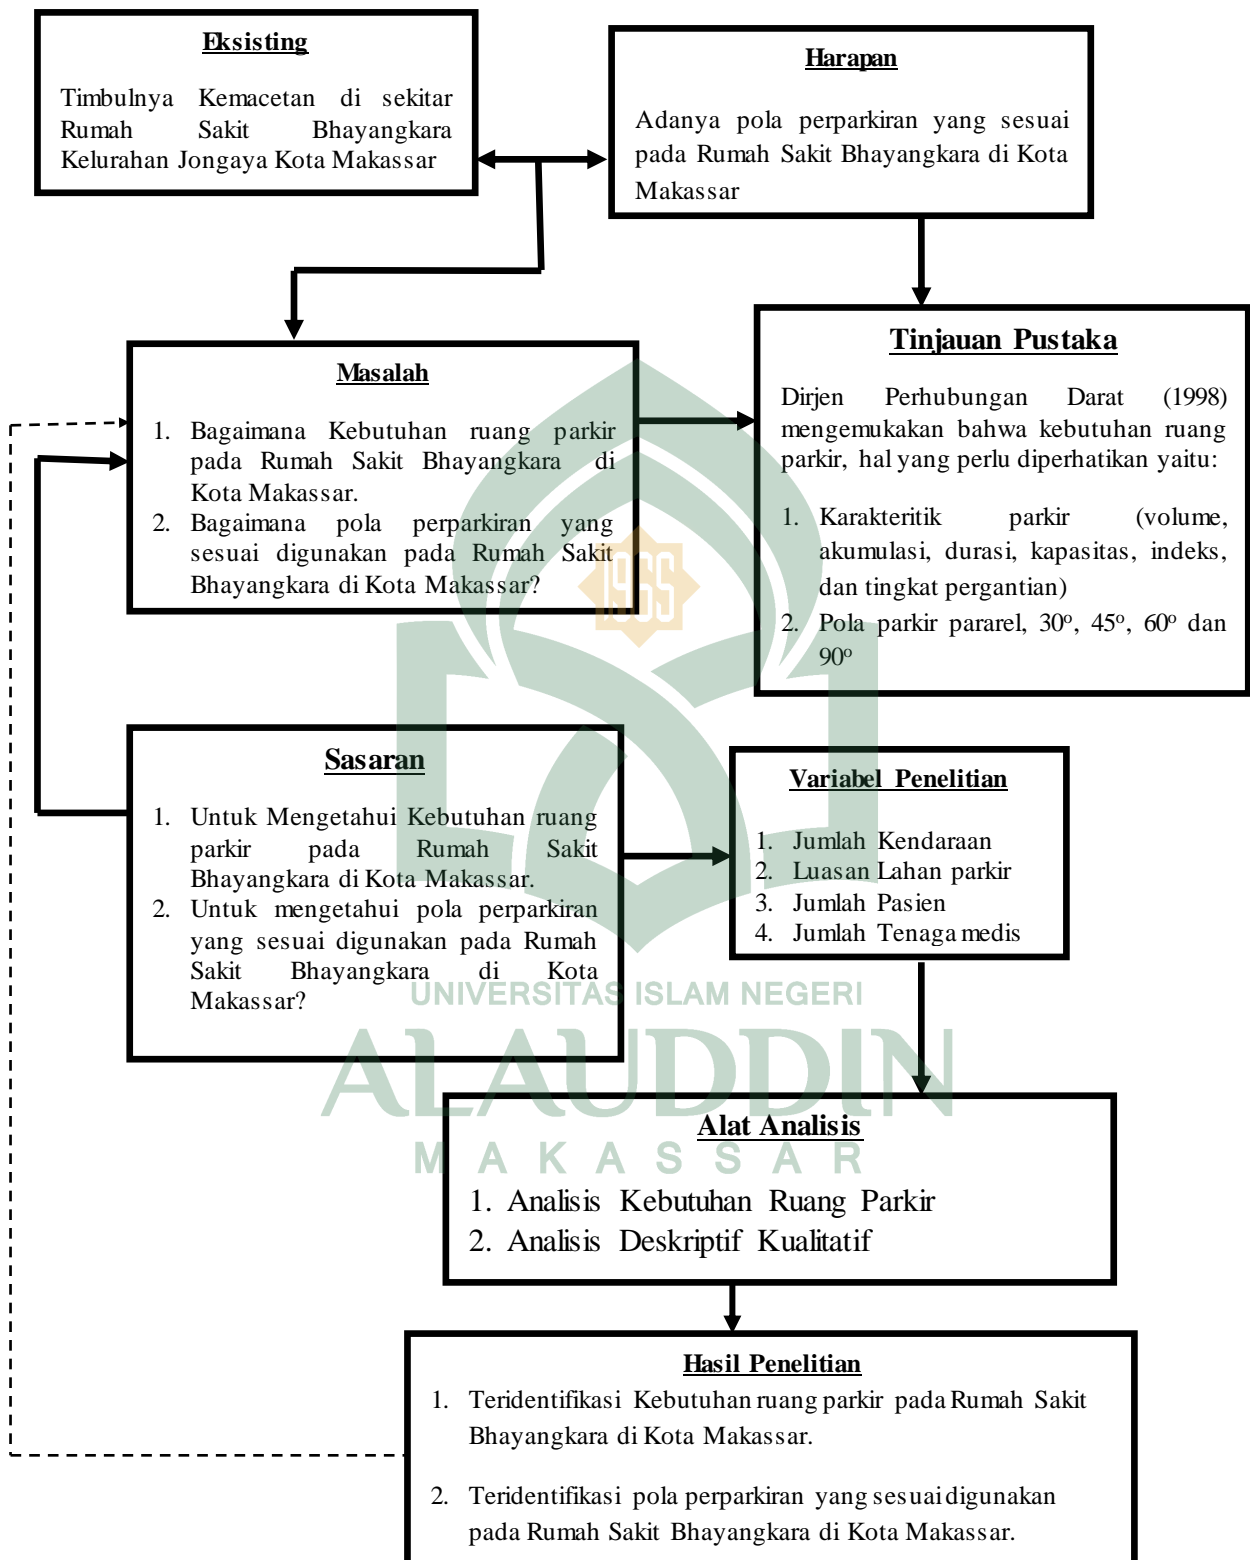 Eksisting
Timbulnya Kemacetan di sekitar
Rumah Sakit Bhayangkara
Kelurahan Jongaya Kota Makassar
Harapan
Adanya pola perparkiran yang sesuai
pada Rumah Sakit Bhayangkara di Kota
Makassar
Masalah
1. Bagaimana Kebutuhan ruang parkir
pada Rumah Sakit Bhayangkara di
Kota Makassar.
2. Bagaimana pola perparkiran yang
sesuai digunakan pada Rumah Sakit
Bhayangkara di Kota Makassar?
Tinjauan Pustaka
Dirjen Perhubungan Darat (1998)
mengemukakan bahwa kebutuhan ruang
parkir, hal yang perlu diperhatikan yaitu:
1. Karakteritik parkir (volume,
akumulasi, durasi, kapasitas, indeks,
dan tingkat pergantian)
2. Pola parkir pararel, 30°, 45°, 60° dan
90°
1965
Sasaran
1. Untuk Mengetahui Kebutuhan ruang
parkir pada Rumah Sakit
Bhayangkara di Kota Makassar.
2. Untuk mengetahui pola perparkiran
yang sesuai digunakan pada Rumah
Sakit Bhayangkara di Kota
Makassar?
Variabel Penelitian
1. Jumlah Kendaraan
2. Luasan Lahan parkir
3. Jumlah Pasien
4. Jumlah Tenaga medis
UNIVERSITAS ISLAM NEGERI
ALAUDDIN
MAKASSAR
Alat Analisis
1. Analisis Kebutuhan Ruang Parkir
2. Analisis Deskriptif Kualitatif
Hasil Penelitian
1. Teridentifikasi Kebutuhan ruang parkir pada Rumah Sakit
Bhayangkara di Kota Makassar.
2. Teridentifikasi pola perparkiran yang sesuai digunakan
pada Rumah Sakit Bhayangkara di Kota Makassar.